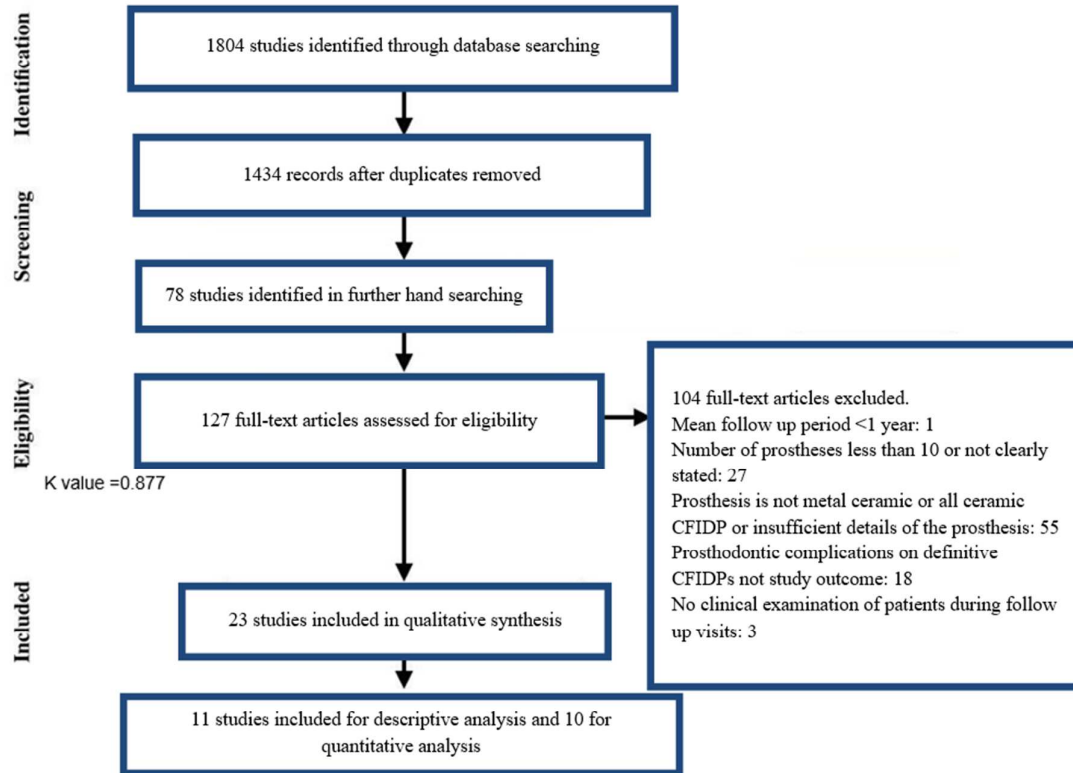 Identification
1804 studies identified through database searching
1434 records after duplicates removed
Screening
78 studies identified in further hand searching
Eligibility
127 full-text articles assessed for eligibility
K value =0.877
104 full-text articles excluded.
Mean follow up period <1 year: 1
Number of prostheses less than 10 or not clearly
stated: 27
Prosthesis is not metal ceramic or all ceramic
CFIDP or insufficient details of the prosthesis: 55
Prosthodontic complications on definitive
CFIDPs not study outcome: 18
No clinical examination of patients during follow
up visits: 3
Included
23 studies included in qualitative synthesis
11 studies included for descriptive analysis and 10 for
quantitative analysis